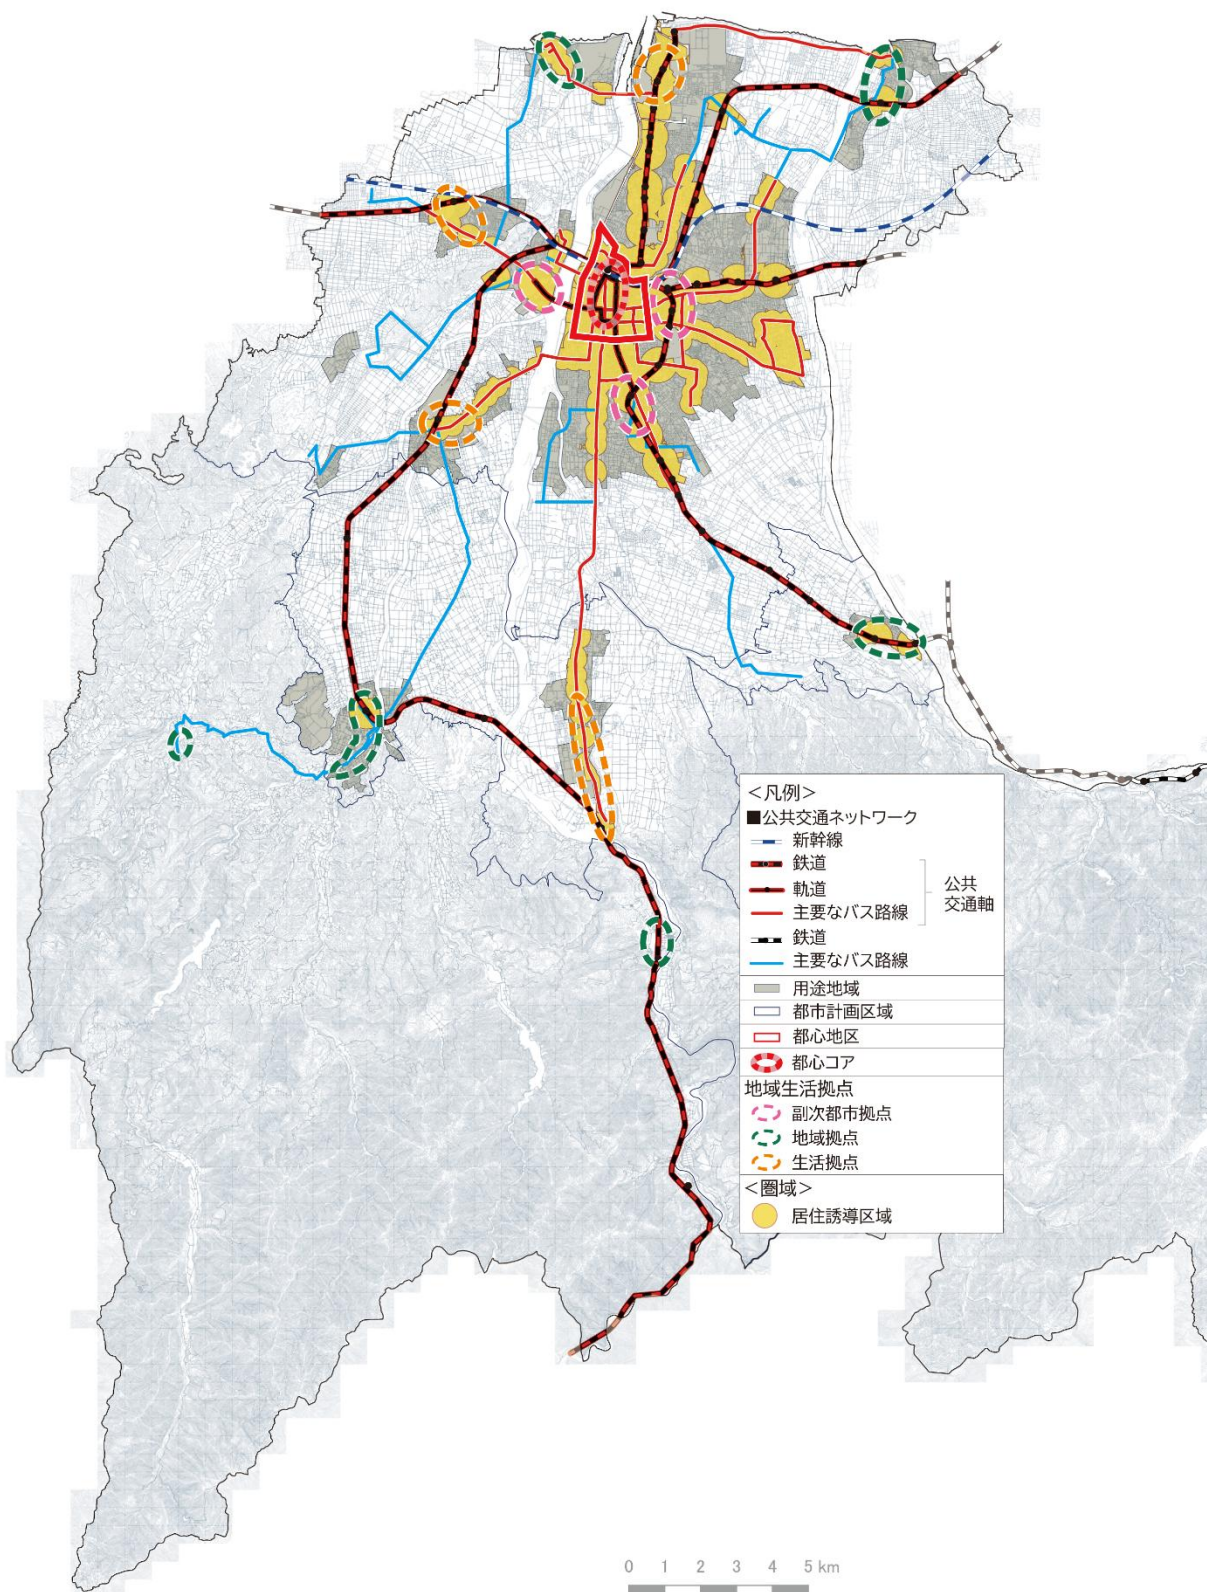 <凡例>
■公共交通ネットワーク
新幹線
鉄道
軌道
主要なバス路線
公共
交通軸
鉄道
主要なバス路線
用途地域
都市計画区域
都心地区
都心コア
地域生活拠点
副次都市拠点
地域拠点
生活拠点
<圏域>
居住誘導区域
0 1 2 3 4 5 km